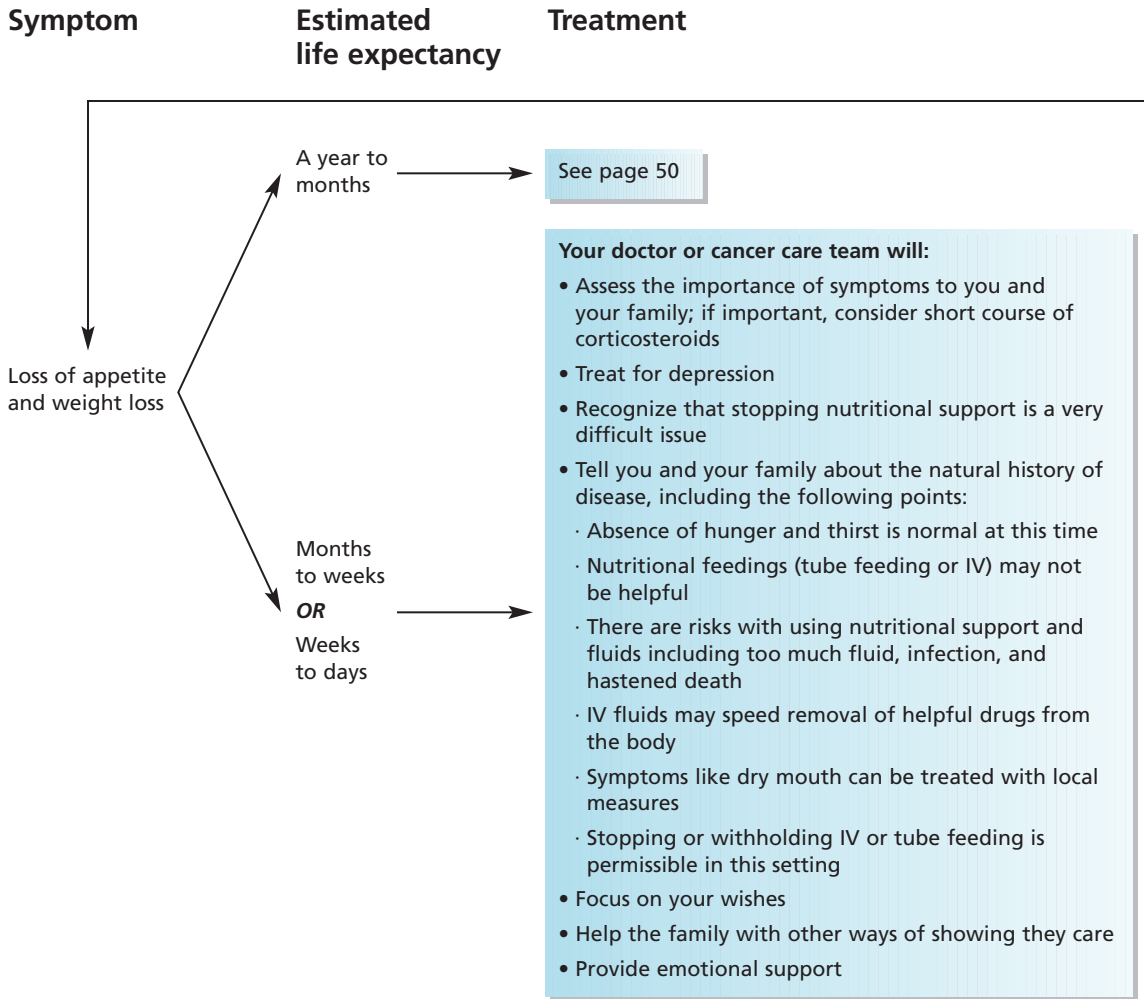 Symptom
Estimated
life expectancy
Treatment
Loss of appetite
and weight loss
A year to
months
See page 50
Months
to weeks
OR
Weeks
to days
Your doctor or cancer care team will:
• Assess the importance of symptoms to you and
your family; if important, consider short course of
corticosteroids
• Treat for depression
• Recognize that stopping nutritional support is a very
difficult issue
• Tell you and your family about the natural history of
disease, including the following points:
· Absence of hunger and thirst is normal at this time
· Nutritional feedings (tube feeding or IV) may not
be helpful
· There are risks with using nutritional support and
fluids including too much fluid, infection, and
hastened death
· IV fluids may speed removal of helpful drugs from
the body
· Symptoms like dry mouth can be treated with local
measures
· Stopping or withholding IV or tube feeding is
permissible in this setting
• Focus on your wishes
• Help the family with other ways of showing they care
• Provide emotional support